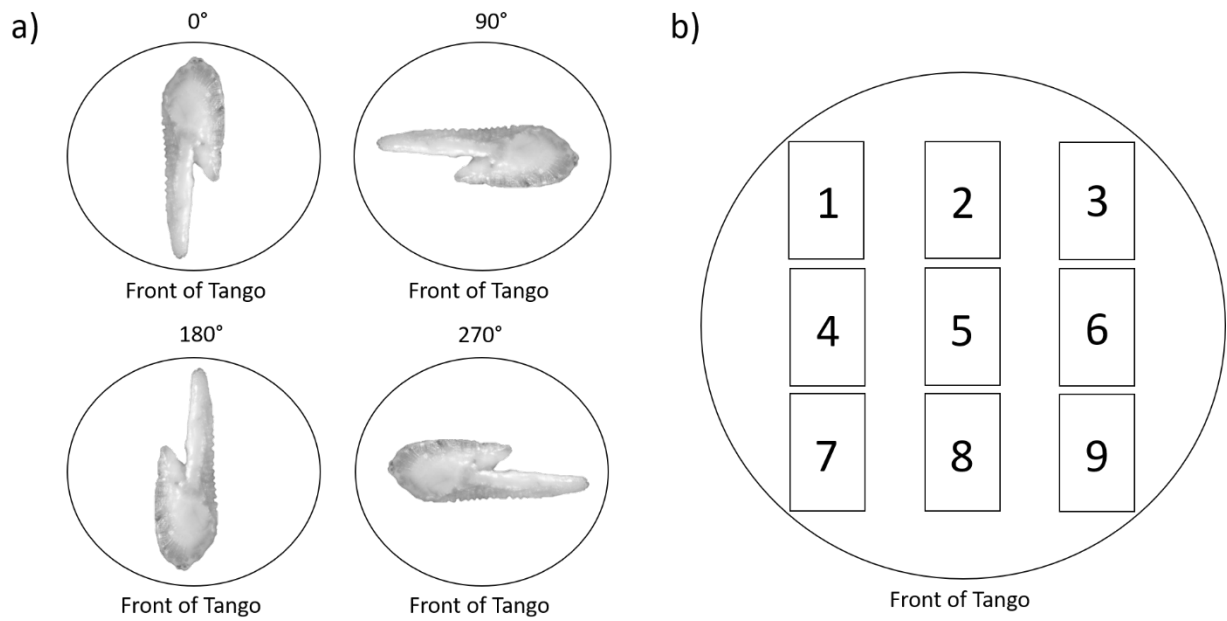 a)
0°
90°
Front of Tango
Front of Tango
180°
270°
Front of Tango
Front of Tango
b)
1 2 3
4 5 6
7 8 9
Front of Tango